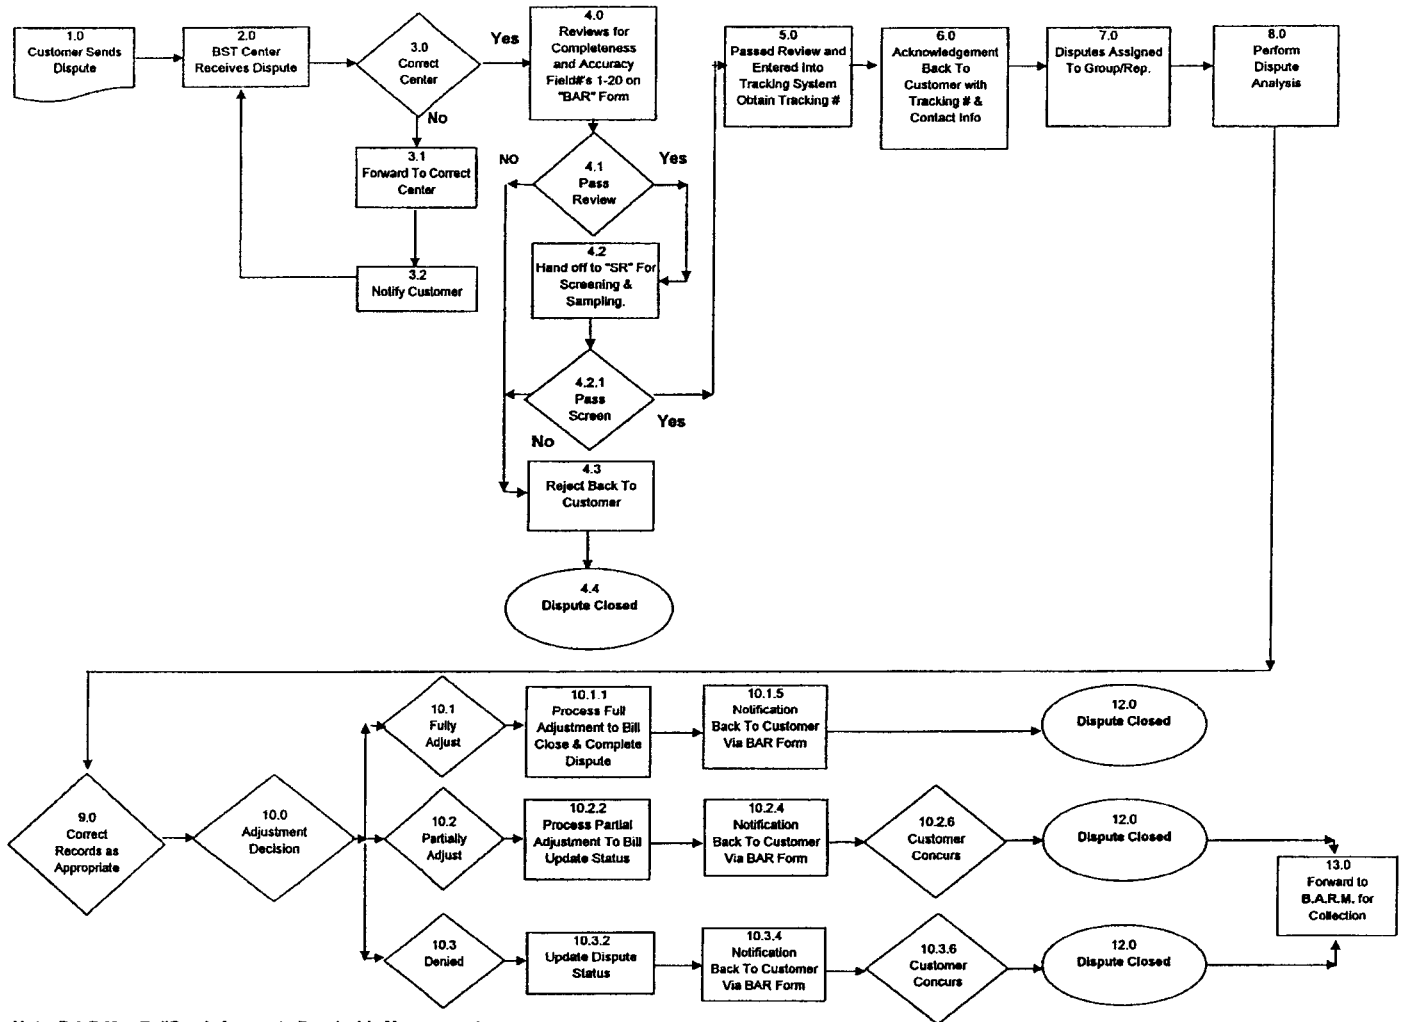 1.0
Customer Sends
Dispute
2.0
BST Center
Receives Dispute
3.0
Correct
Center
Yes
No
3.1
Forward To Correct
Center
3.2
Notify Customer
4.0
Reviews for
Completeness
and Accuracy
Field#'s 1-20 on
"BAR" Form
4.1
Pass
Review
NO
Yes
4.2
Hand off to "SR" For
Screening &
Sampling.
4.2.1
Pass
Screen
Yes
No
4.3
Reject Back To
Customer
4.4
Dispute Closed
5.0
Passed Review and
Entered Into
Tracking System
Obtain Tracking #
6.0
Acknowledgement
Back To
Customer with
Tracking # &
Contact Info
7.0
Disputes Assigned
To Group/Rep.
8.0
Perform
Dispute
Analysis
9.0
Correct
Records as
Appropriate
10.0
Adjustment
Decision
10.1
Fully
Adjust
10.1.1
Process Full
Adjustment to Bill
Close & Complete
Dispute
10.1.5
Notification
Back To Customer
Via BAR Form
12.0
Dispute Closed
10.2
Partially
Adjust
10.2.2
Process Partial
Adjustment To Bill
Update Status
10.2.4
Notification
Back To Customer
Via BAR Form
10.2.6
Customer
Concurs
12.0
Dispute Closed
13.0
Forward to
B.A.R.M. for
Collection
10.3
Denied
10.3.2
Update Dispute
Status
10.3.4
Notification
Back To Customer
Via BAR Form
10.3.6
Customer
Concurs
12.0
Dispute Closed